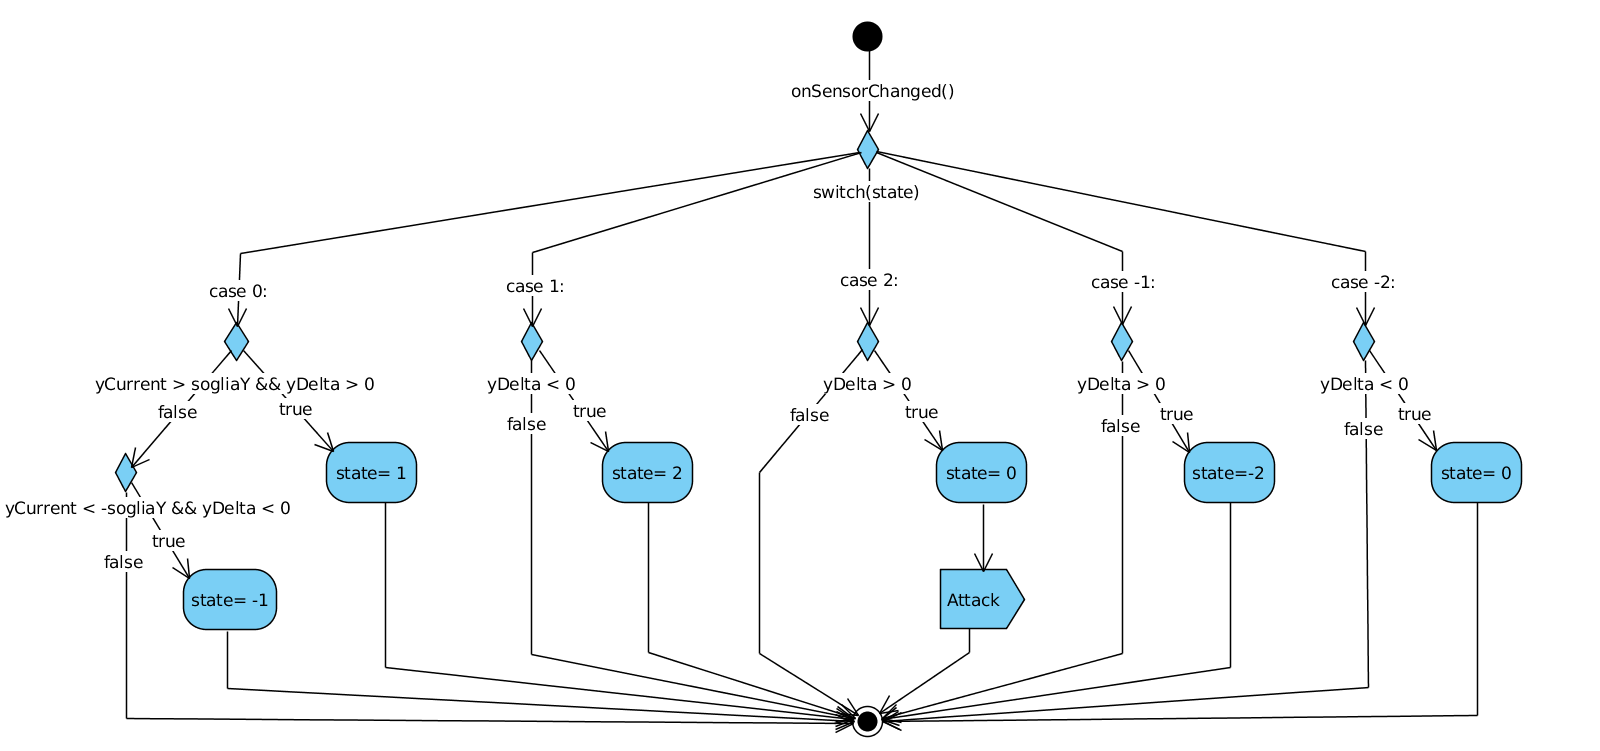 onSensorChanged()
switch(state)
case 0:
case 1:
case 2:
case -1:
case -2:
yCurrent > sogliaY && yDelta > 0
yDelta < 0
yDelta > 0
yDelta > 0
yDelta < 0
false
true
false
true
false
true
false
true
false
true
state= 1
state= 2
state= 0
state=-2
state= 0
yCurrent < -sogliaY && yDelta < 0
false
true
state= -1
Attack